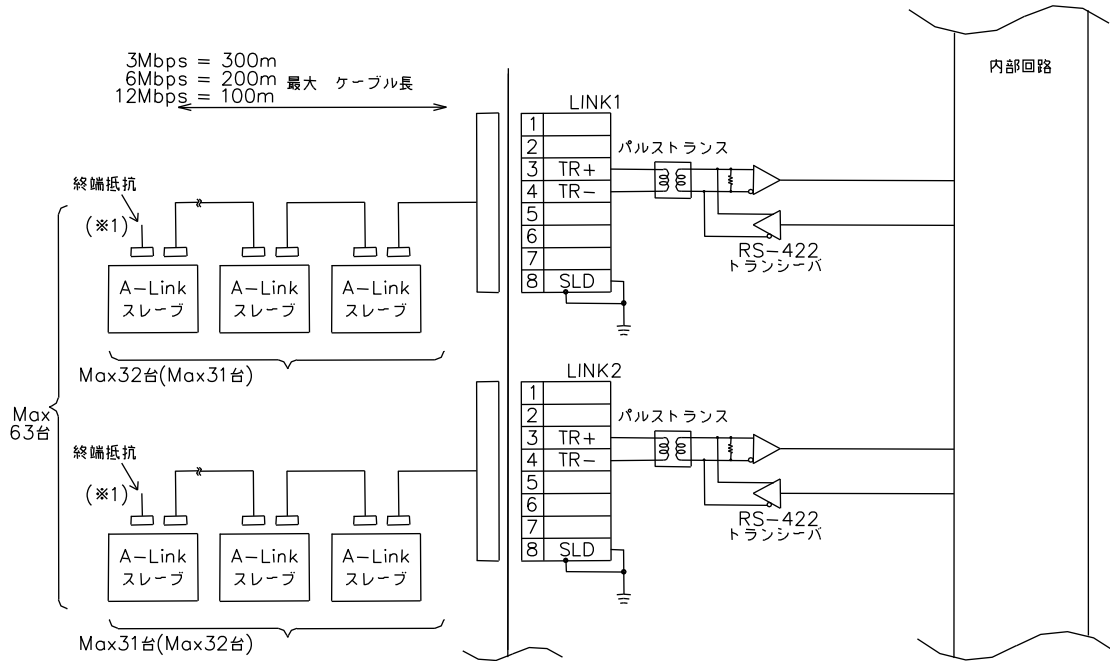 3Mbps = 300m
6Mbps = 200m 最大 ケーブル長
12Mbps = 100m
内部回路
LINK1
1
2
3 TR+
4 TR-
5
6
7
8 SLD
パルストランス
RS-422
トランシーバ
終端抵抗
(※1)
A-Link
スレーブ
A-Link
スレーブ
A-Link
スレーブ
Max32台(Max31台)
Max
63台
LINK2
1
2
3 TR+
4 TR-
5
6
7
8 SLD
パルストランス
RS-422
トランシーバ
終端抵抗
(※1)
A-Link
スレーブ
A-Link
スレーブ
A-Link
スレーブ
Max31台(Max32台)